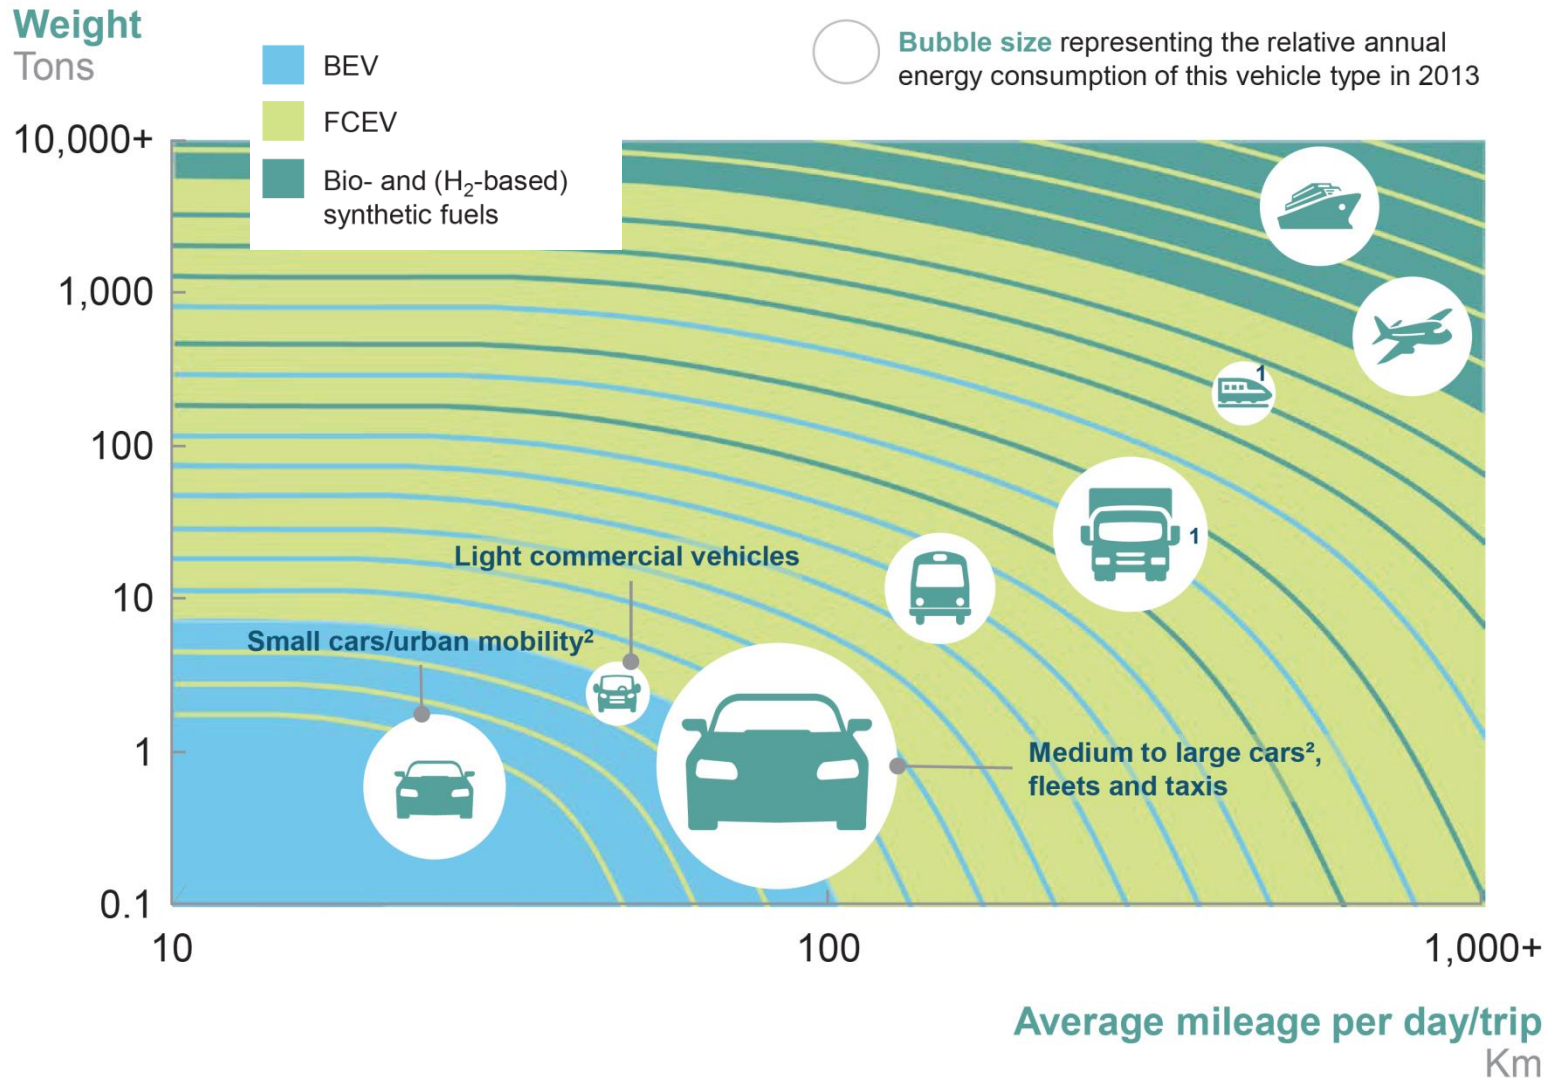 Weight
Tons
BEV
FCEV
Bio- and (H₂-based)
synthetic fuels
Bubble size representing the relative annual
energy consumption of this vehicle type in 2013
10,000+
1,000
100
10
1
0.1
1
1
Light commercial vehicles
Small cars/urban mobility²
Medium to large cars²,
fleets and taxis
10
100
1,000+
Average mileage per day/trip
Km